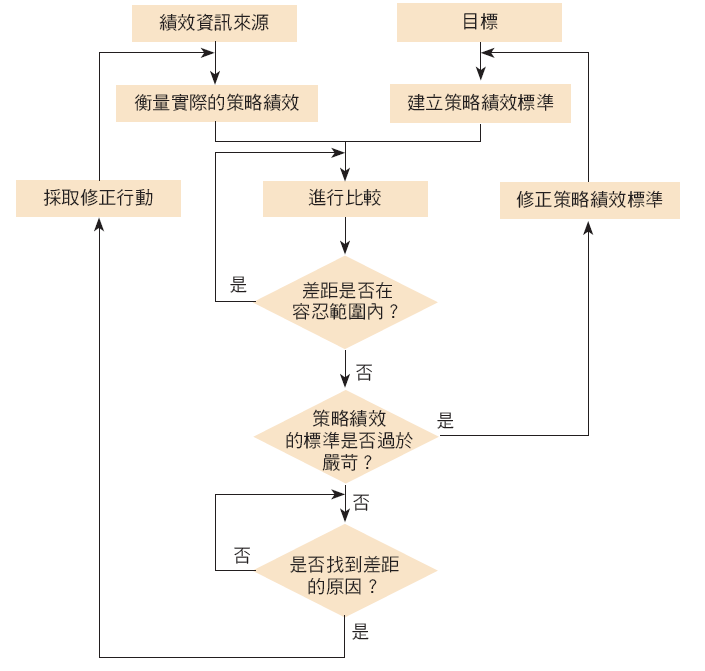 績效資訊來源
目標
衡量實際的策略績效
建立策略績效標準
採取修正行動
進行比較
修正策略績效標準
是
差距是否在
容忍範圍內？
否
策略績效
的標準是否過於
嚴苛？
是
否
否
是否找到差距
的原因？
是